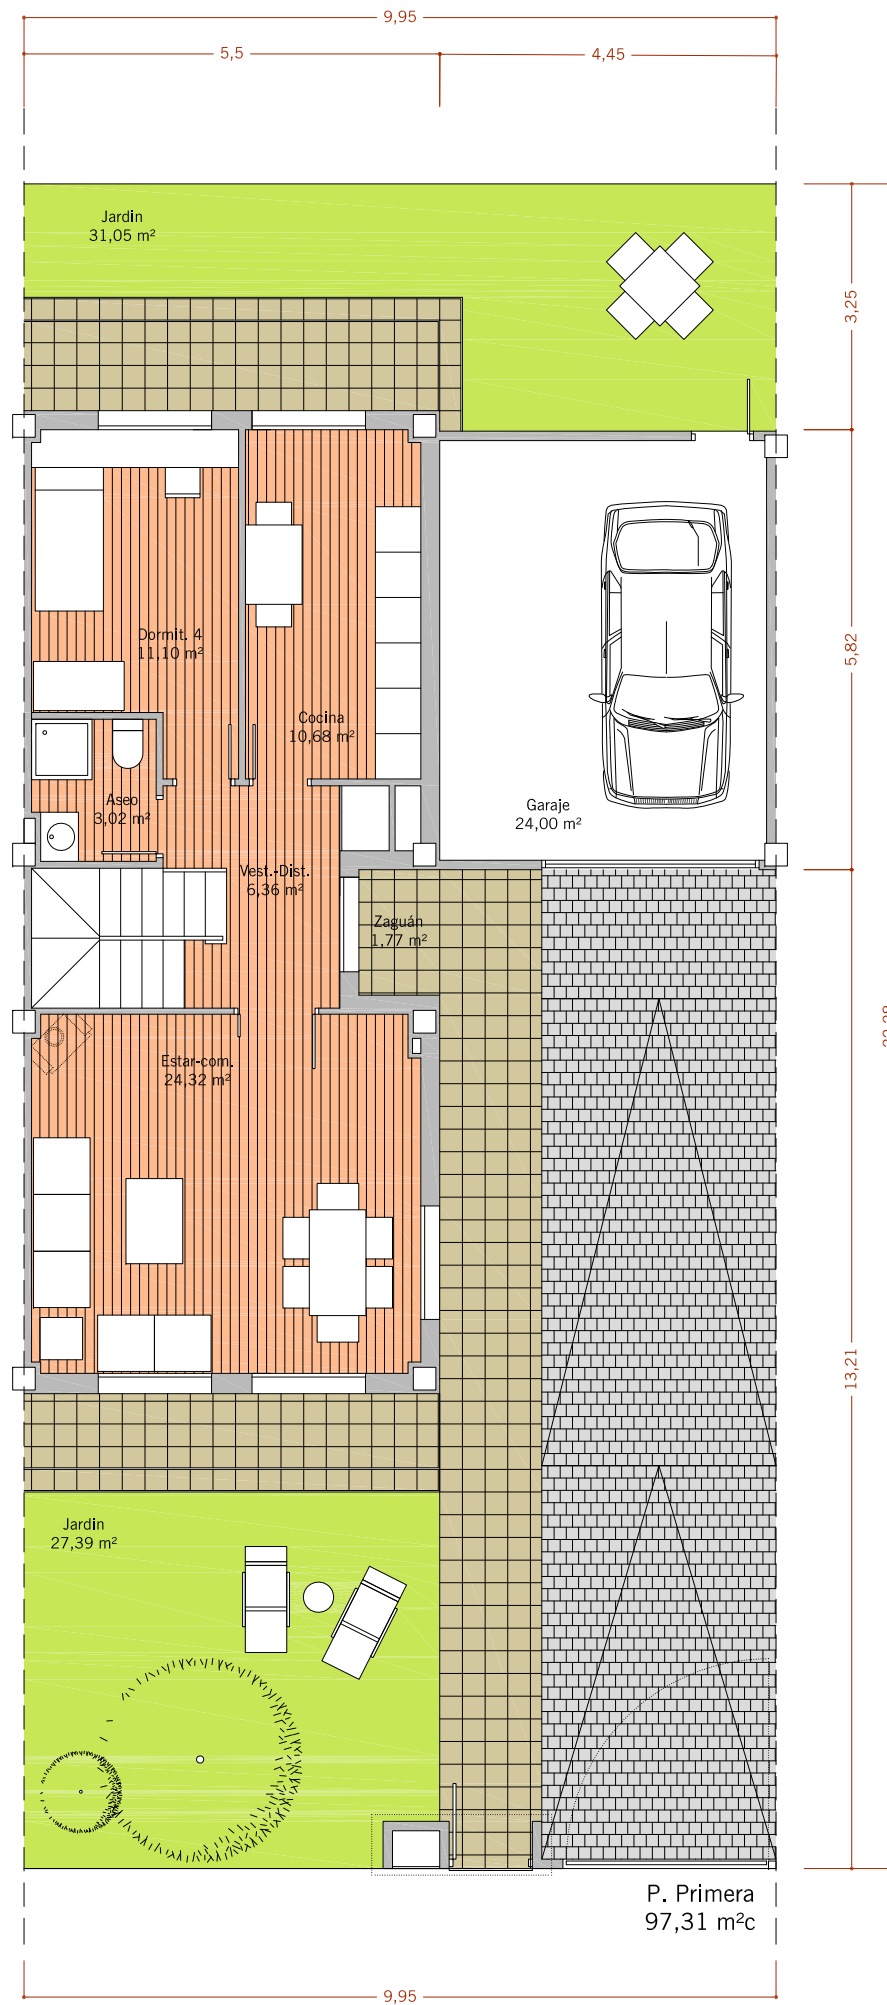 9,95
5,5
4,45
Jardin
31,05 m²
3,25
Dormit. 4
11,10 m²
5,82
Cocina
10,68 m²
Aseo
3,02 m²
Garaje
24,00 m²
Vest.-Dist.
6,36 m²
Zaguán
1,77 m²
Estar-com.
24,32 m²
13,21
Jardin
27,39 m²
P. Primera
97,31 m²c
9,95